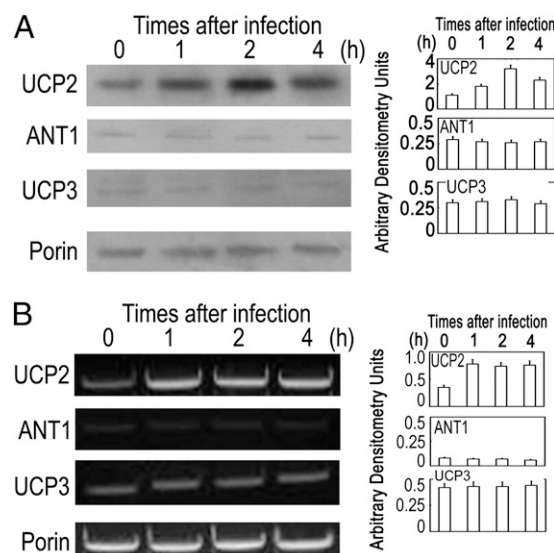 A
Times after infection
0 1 2 4 (h)
UCP2
ANT1
UCP3
Porin
Times after infection (h)
0 1 2 4
Arbitrary Densitometry Units
4
2
0
UCP2
0.5
0.25
0
ANT1
0.5
0.25
0
UCP3
B
Times after infection
0 1 2 4 (h)
UCP2
ANT1
UCP3
Porin
Times after infection
0 1 2 4 (h)
Arbitrary Densitometry Units
1.0
0.5
0
UCP2
0.5
0.25
0
ANT1
0.5
0.25
0
UCP3